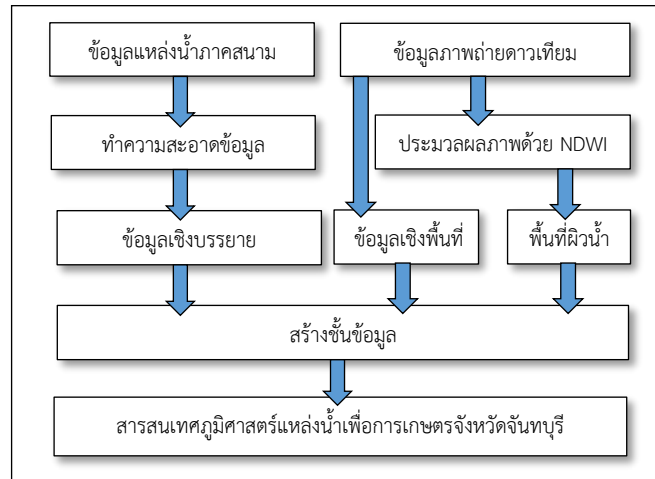 ข้อมูลแหล่งน้ำภาคสนาม
ข้อมูลภาพถ่ายดาวเทียม
ทำความสะอาดข้อมูล
ประมวลผลภาพด้วย NDWI
ข้อมูลเชิงบรรยาย
ข้อมูลเชิงพื้นที่
พื้นที่ผิวน้ำ
สร้างชั้นข้อมูล
สารสนเทศภูมิศาสตร์แหล่งน้ำเพื่อการเกษตรจังหวัดจันทบุรี